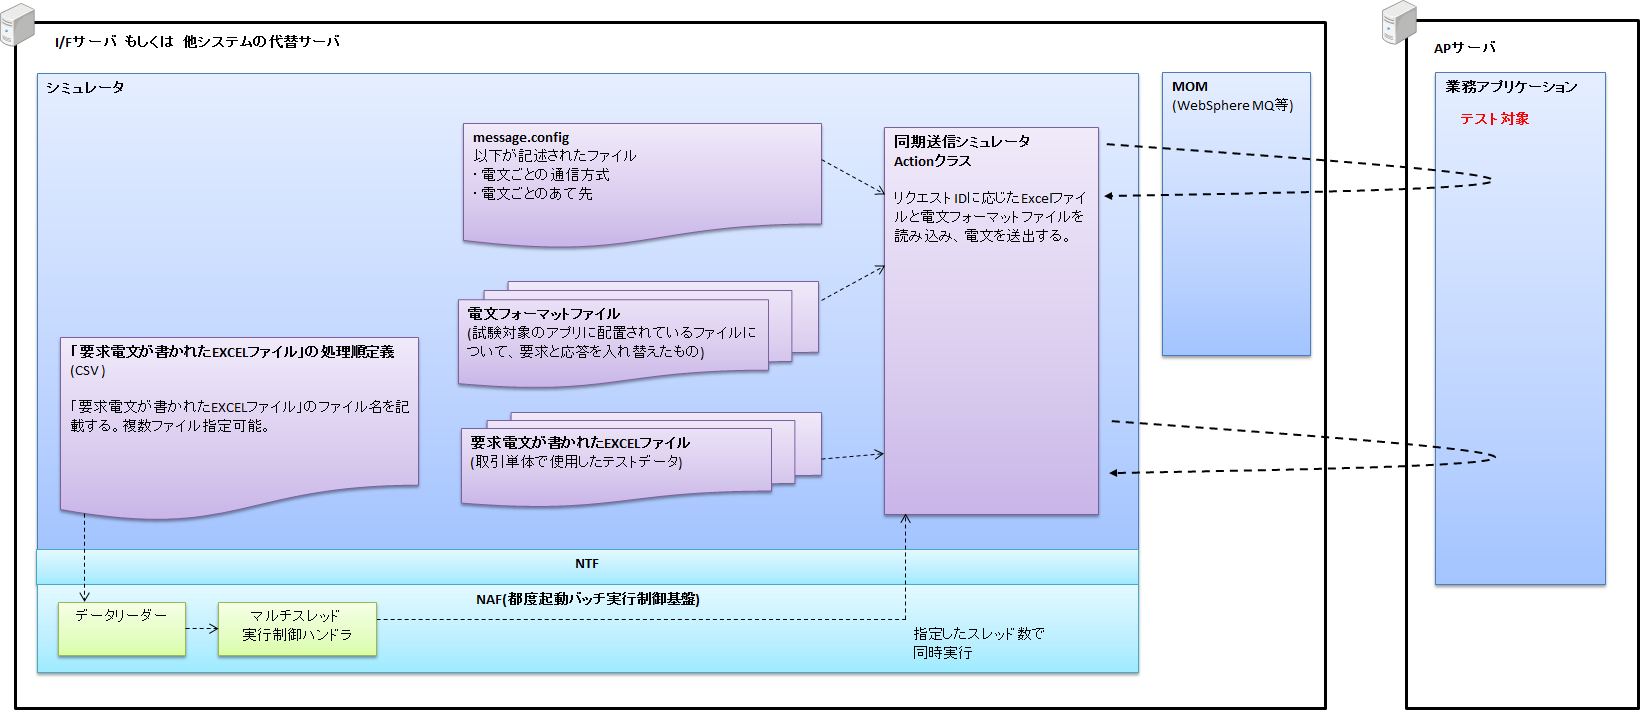 I/Fサーバ もしくは 他システムの代替サーバ
シミュレータ
message.config
以下が記述されたファイル
・電文ごとの通信方式
・電文ごとのあて先
電文フォーマットファイル
(試験対象のアプリに配置されているファイルに
ついて、要求と応答を入れ替えたもの)
「要求電文が書かれたEXCELファイル」の処理順定義
(CSV)
「要求電文が書かれたEXCELファイル」のファイル名を記
載する。複数ファイル指定可能。
要求電文が書かれたEXCELファイル
(取引単体で使用したテストデータ)
同期送信シミュレータ
Actionクラス
リクエストIDに応じたExcelファイ
ルと電文フォーマットファイルを
読み込み、電文を送出する。
NTF
NAF(都度起動バッチ実行制御基盤)
データリーダー
マルチスレッド
実行制御ハンドラ
指定したスレッド数で
同時実行
MOM
(WebSphere MQ等)
APサーバ
業務アプリケーション
テスト対象